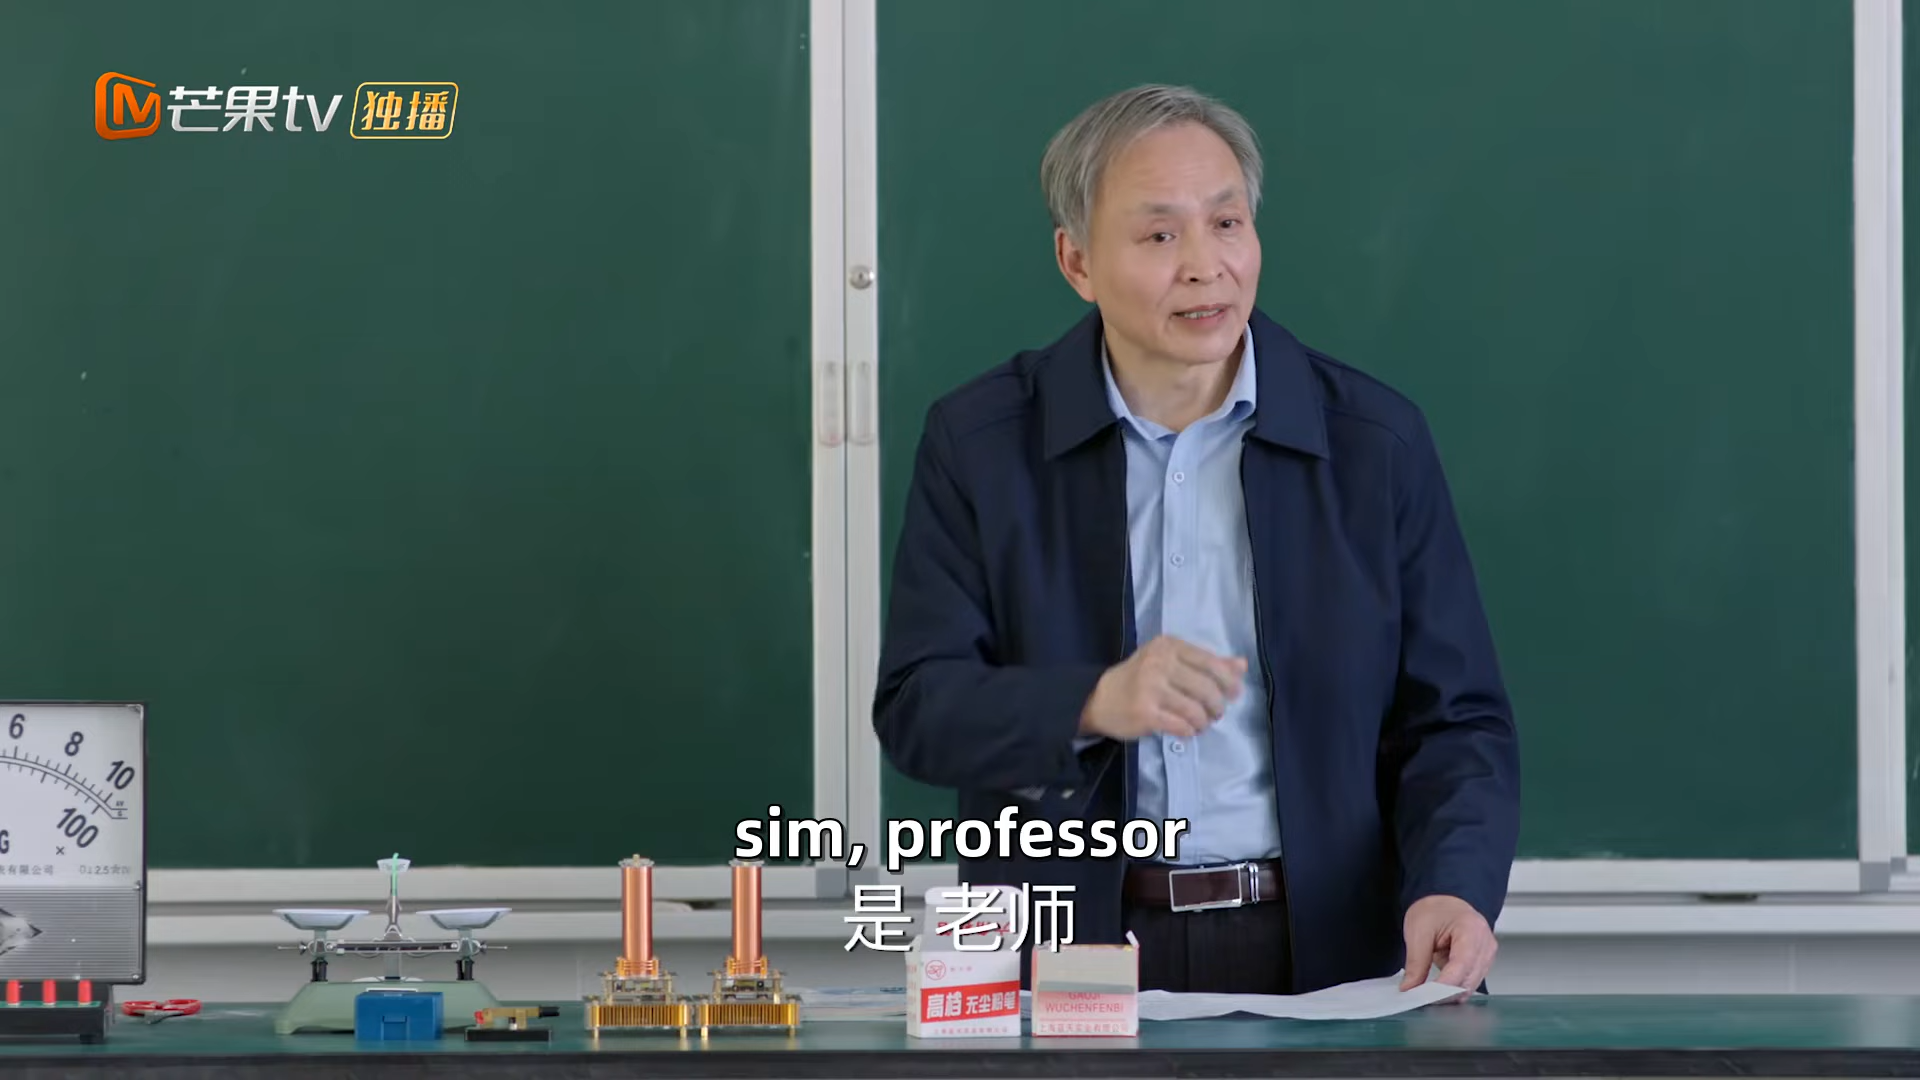 芒果tv 独播
6
8
10
100
G
×
sim, professor
是 老师
高档 无尘粉笔
GAOJI
WUCHENFENBI